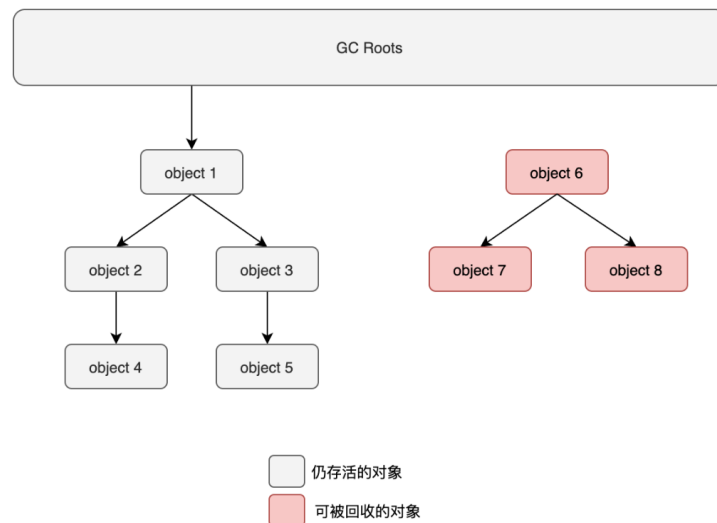 GC Roots
object 1
object 6
object 2
object 3
object 7
object 8
object 4
object 5
仍存活的对象
可被回收的对象